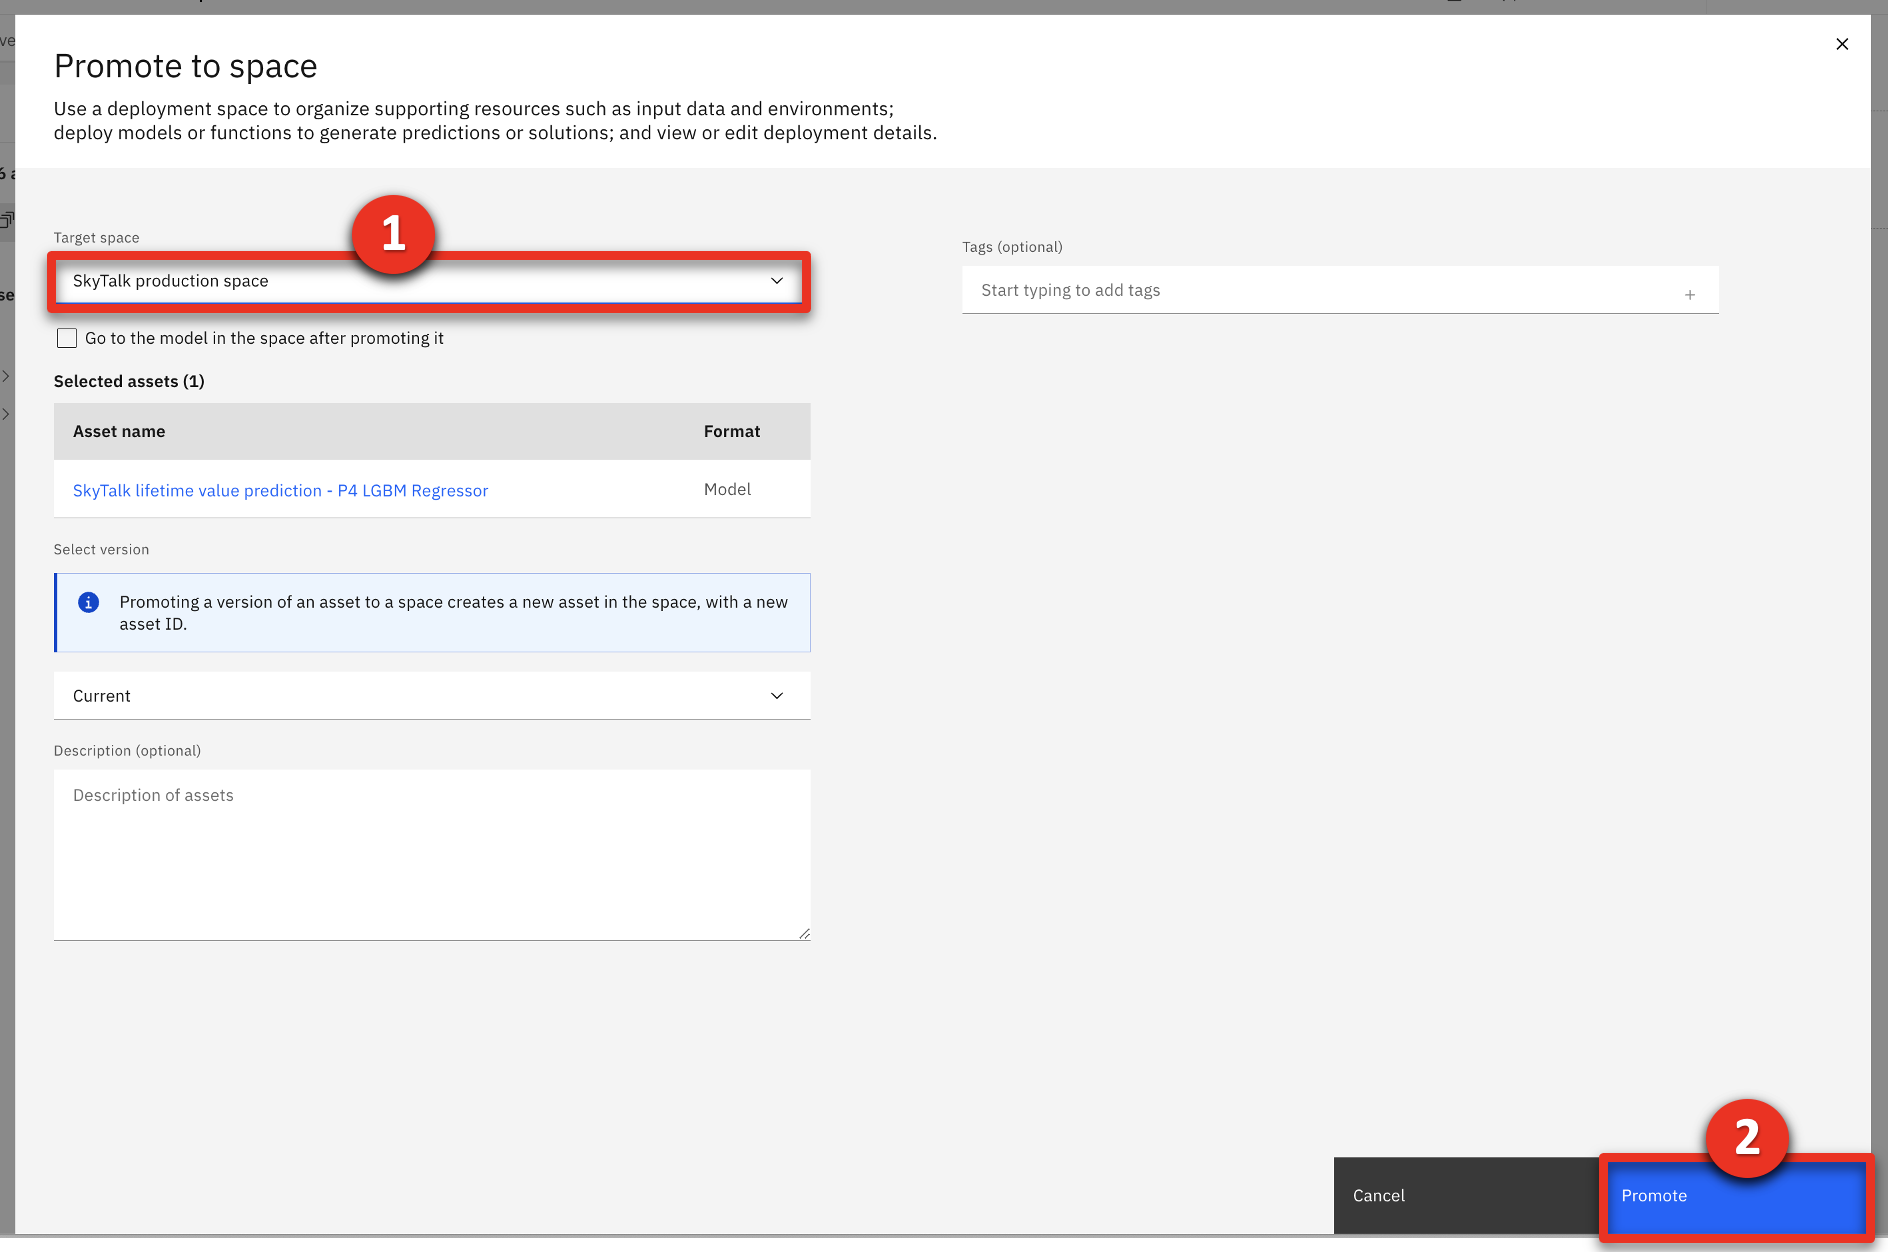 Promote to space
Use a deployment space to organize supporting resources such as input data and environments;
deploy models or functions to generate predictions or solutions; and view or edit deployment details.
1
Target space
SkyTalk production space
Go to the model in the space after promoting it
Selected assets (1)
Asset name Format
SkyTalk lifetime value prediction - P4 LGBM Regressor Model
Select version
Promoting a version of an asset to a space creates a new asset in the space, with a new
asset ID.
Current
Description (optional)
Description of assets
Tags (optional)
Start typing to add tags
2
Cancel
Promote